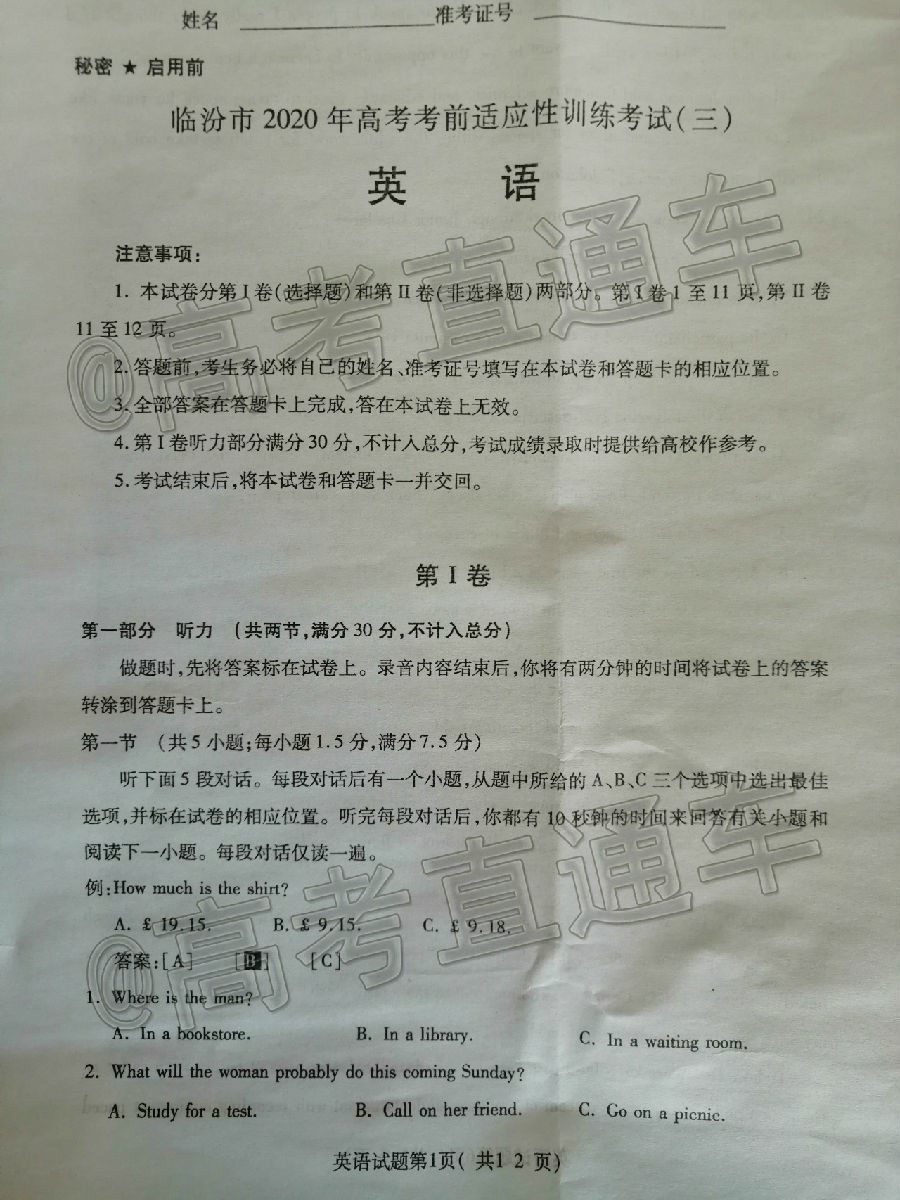 姓名 准考证号
秘密 ★ 启用前
临汾市2020年高考考前适应性训练考试(三)
英 语
注意事项:
1. 本试卷分第Ⅰ卷(选择题)和第Ⅱ卷(非选择题)两部分。第Ⅰ卷1至11页,第Ⅱ卷
11至12页。
2. 答题前,考生务必将自己的姓名、准考证号填写在本试卷和答题卡的相应位置。
3. 全部答案在答题卡上完成,答在本试卷上无效。
4. 第Ⅰ卷听力部分满分30分,不计入总分,考试成绩录取时提供给高校作参考。
5. 考试结束后,将本试卷和答题卡一并交回。
@高考直通车
第Ⅰ卷
第一部分 听力 (共两节,满分30分,不计入总分)
做题时,先将答案标在试卷上。录音内容结束后,你将有两分钟的时间将试卷上的答案
转涂到答题卡上。
第一节 (共5小题;每小题1.5分,满分7.5分)
听下面5段对话。每段对话后有一个小题,从题中所给的A、B、C三个选项中选出最佳
选项,并标在试卷的相应位置。听完每段对话后,你都有10秒钟的时间来回答有关小题和
阅读下一小题。每段对话仅读一遍。
例:How much is the shirt?
A. £ 19.15. B. £ 9.15. C. £ 9.18.
答案:[A] [B] [C]
@高考直通车
1. Where is the man?
A. In a bookstore. B. In a library. C. In a waiting room.
2. What will the woman probably do this coming Sunday?
A. Study for a test. B. Call on her friend. C. Go on a picnic.
英语试题第1页( 共1 2 页)